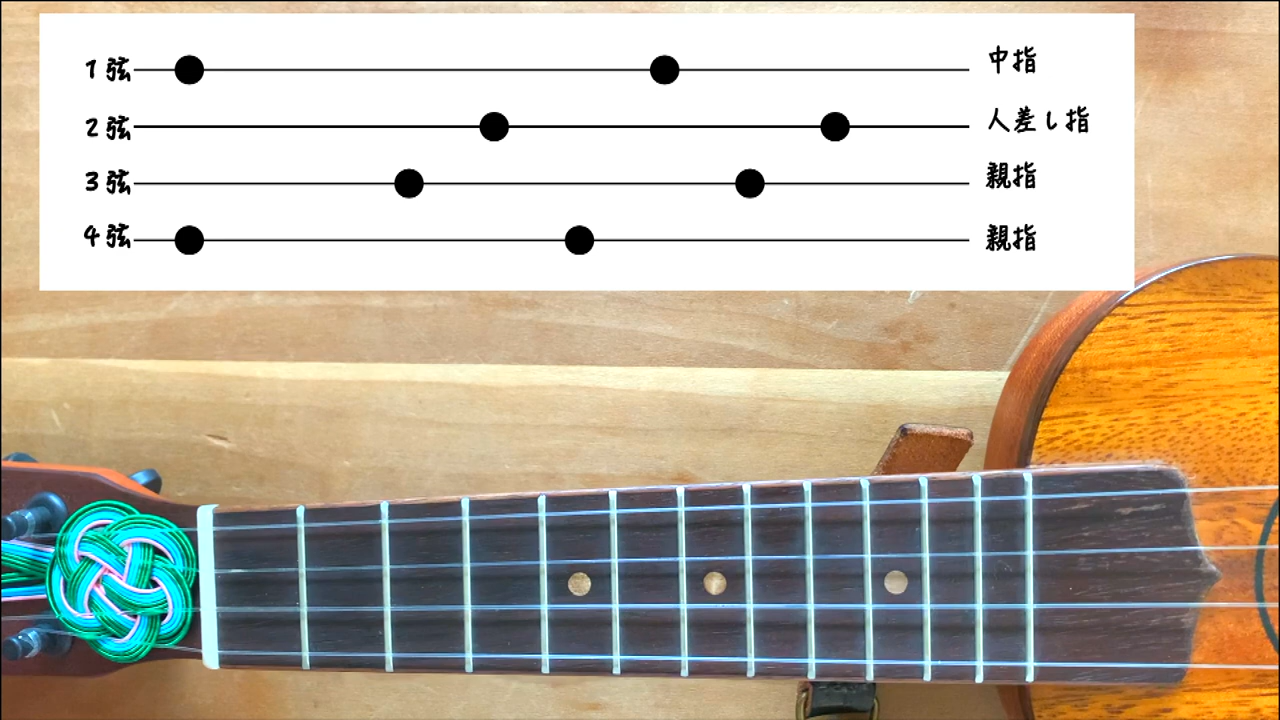 1弦 中指
2弦 人差し指
3弦 親指
4弦 親指